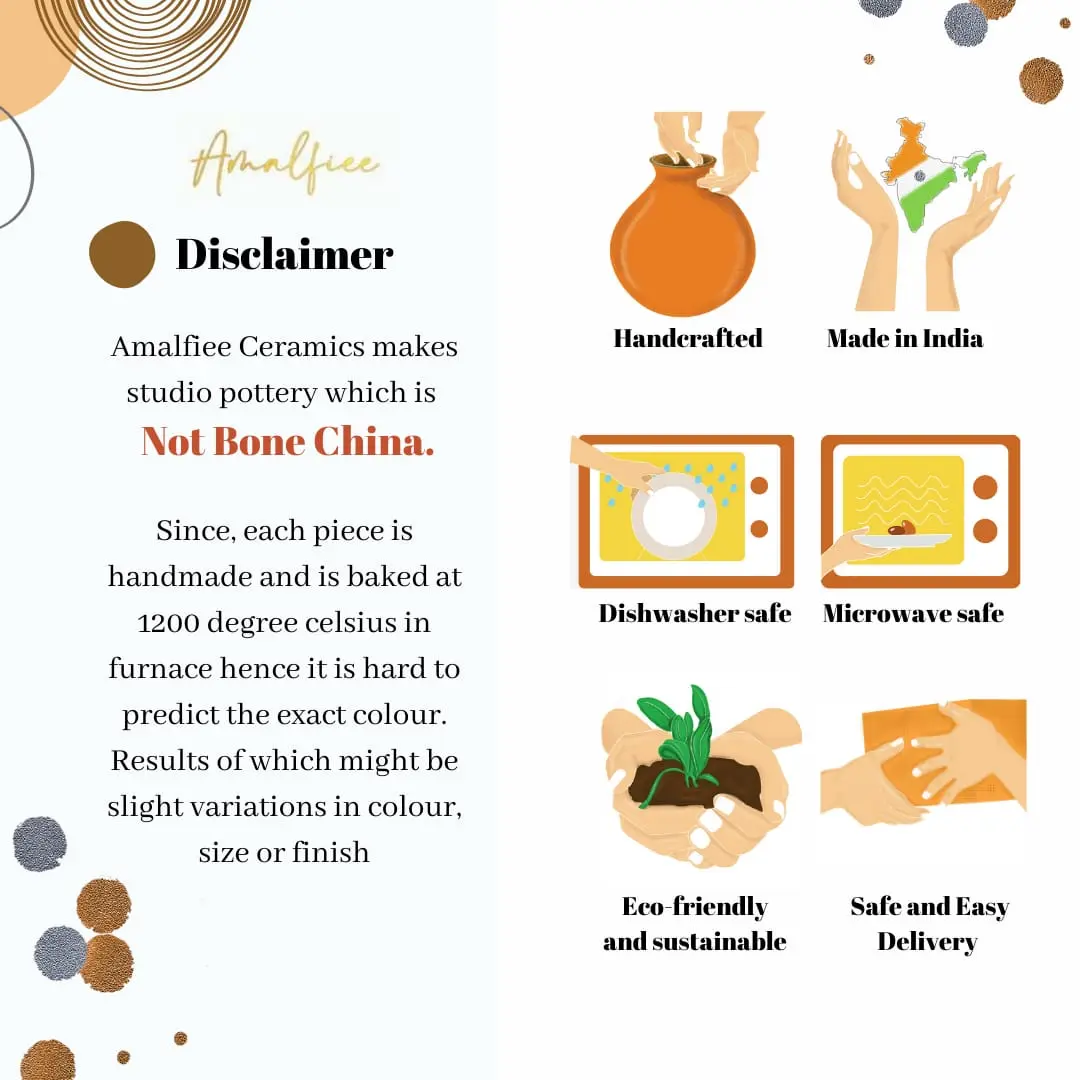 Amalfiee
Disclaimer
Amalfiee Ceramics makes
studio pottery which is
Not Bone China.
Since, each piece is
handmade and is baked at
1200 degree celsius in
furnace hence it is hard to
predict the exact colour.
Results of which might be
slight variations in colour,
size or finish
Handcrafted
Made in India
Dishwasher safe
Microwave safe
Eco-friendly
and sustainable
Safe and Easy
Delivery